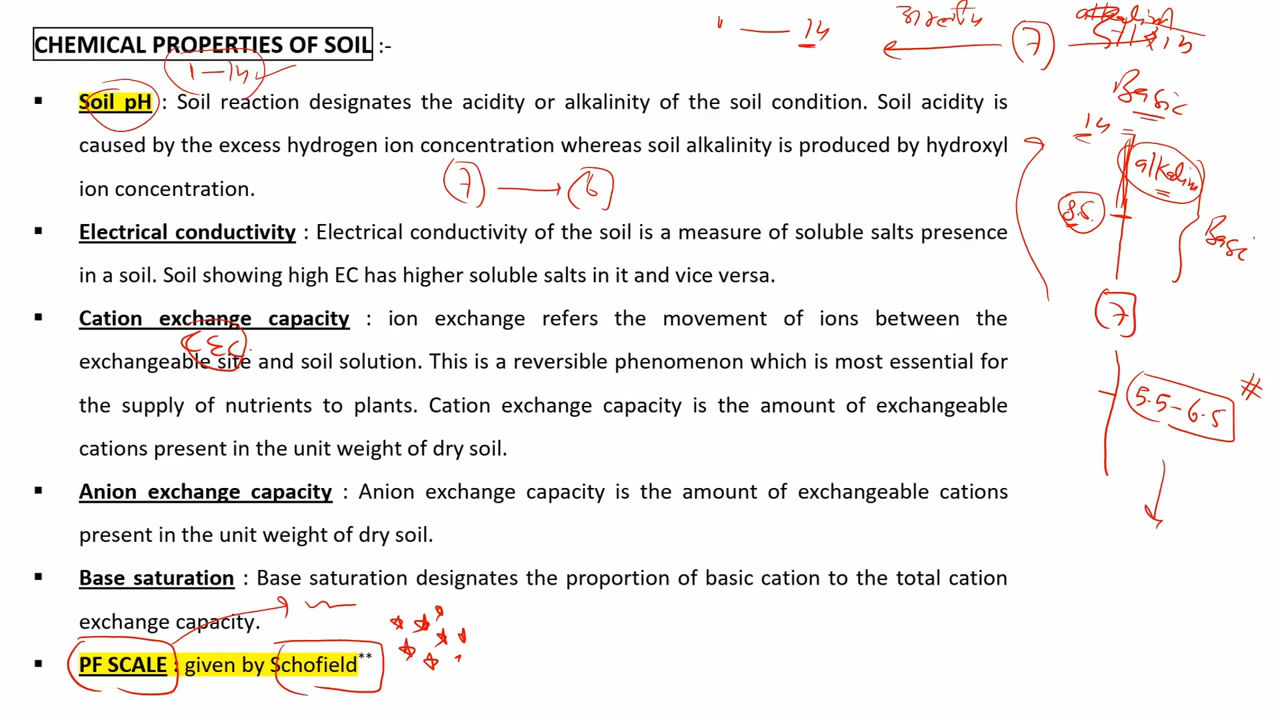 1 — 14
7
CHEMICAL PROPERTIES OF SOIL :-
1 — 14
Basic
▪ Soil pH : Soil reaction designates the acidity or alkalinity of the soil condition. Soil acidity is
14
caused by the excess hydrogen ion concentration whereas soil alkalinity is produced by hydroxyl
7 → 6
ion concentration.
8.5
Basic
▪ Electrical conductivity : Electrical conductivity of the soil is a measure of soluble salts presence
in a soil. Soil showing high EC has higher soluble salts in it and vice versa.
7
▪ Cation exchange capacity : ion exchange refers the movement of ions between the
CEC
exchangeable site and soil solution. This is a reversible phenomenon which is most essential for
5.5 – 6.5 #
the supply of nutrients to plants. Cation exchange capacity is the amount of exchangeable
cations present in the unit weight of dry soil.
▪ Anion exchange capacity : Anion exchange capacity is the amount of exchangeable cations
present in the unit weight of dry soil.
▪ Base saturation : Base saturation designates the proportion of basic cation to the total cation
exchange capacity.
▪ PF SCALE : given by Schofield**